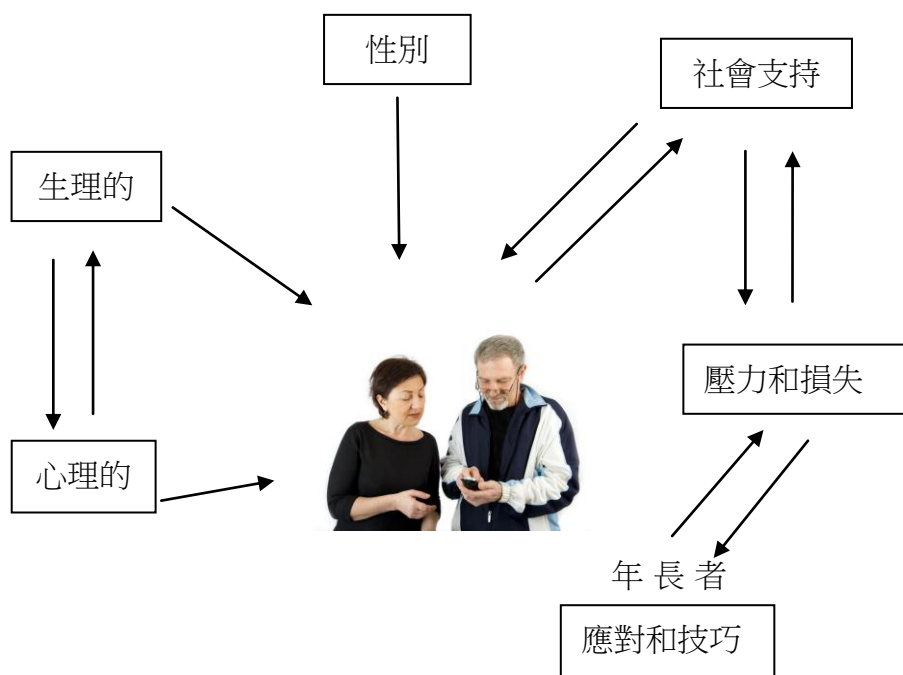 性別
社會支持
生理的
壓力和損失
心理的
年長者
應對和技巧